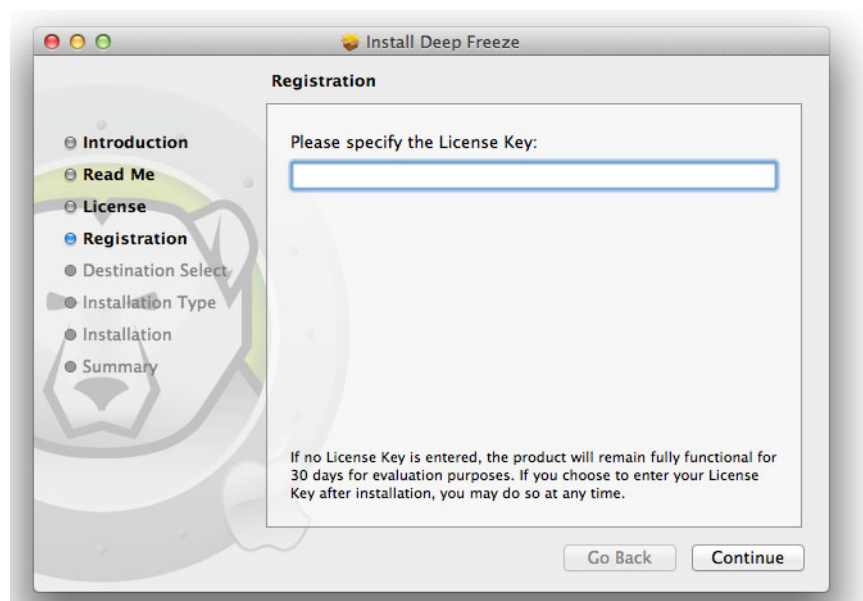 Install Deep Freeze
Registration
Introduction
Read Me
License
Registration
Destination Select
Installation Type
Installation
Summary
Please specify the License Key:
If no License Key is entered, the product will remain fully functional for
30 days for evaluation purposes. If you choose to enter your License
Key after installation, you may do so at any time.
Go Back
Continue